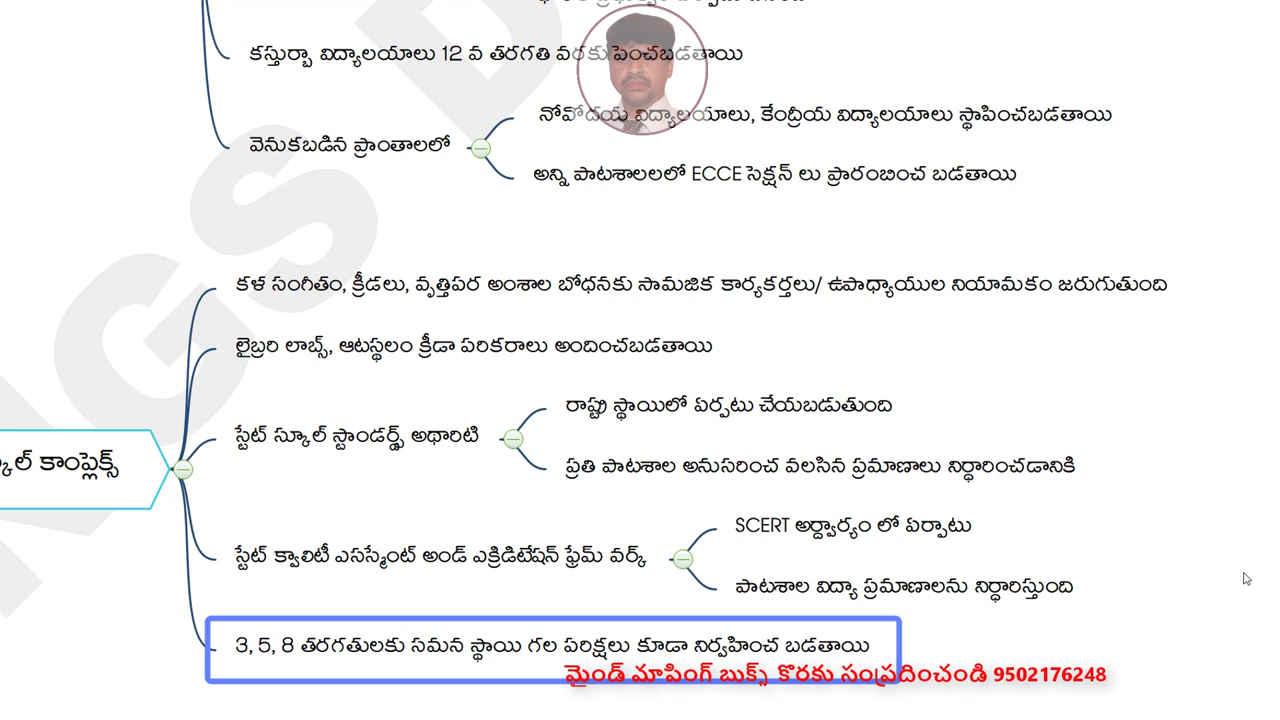 కస్తుర్బా విద్యాలయాలు 12 వ తరగతి వరకు పెంచబడతాయి
నోవోదయ విద్యాలయాలు, కేంద్రీయ విద్యాలయాలు స్థాపించబడతాయి
వెనుకబడిన ప్రాంతాలలో
అన్ని పాటశాలలలో ECCE సెక్షన్ లు ప్రారంబించ బడతాయి
కళ సంగీతం, క్రీడలు, వృత్తిపర అంశాల బోధనకు సామజిక కార్యకర్తలు/ ఉపాధ్యాయుల నియామకం జరుగుతుంది
లైబ్రరి లాబ్స్, ఆటస్థలం క్రీడా పరికరాలు అందించబడతాయి
రాష్ట్ర స్థాయిలో ఏర్పటు చేయబడుతుంది
స్టేట్ స్కూల్ స్టాండర్డ్స్ అథారిటి
ప్రతి పాటశాల అనుసరించ వలసిన ప్రమాణాలు నిర్ధారించడానికి
కాంప్లెక్స్
SCERT అర్ద్వార్యం లో ఏర్పాటు
స్టేట్ క్వాలిటీ ఎసస్మేంట్ అండ్ ఎక్రిడిటేషన్ ఫ్రేమ్ వర్క్
పాటశాల విద్యా ప్రమాణాలను నిర్ధారిస్తుంది
3, 5, 8 తరగతులకు సమన స్థాయి గల పరిక్షలు కూడా నిర్వహించ బడతాయి
మైండ్ మాపింగ్ బుక్స్ కొరకు సంప్రదించండి 9502176248